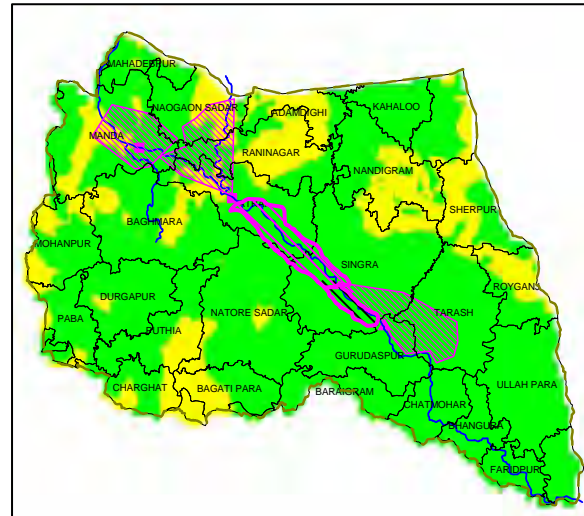 MAHADEBPUR
NAOGAON SADAR
ADAMDIGHI
KAHALOO
MANDA
RANINAGAR
NANDIGRAM
SHERPUR
BAGHMARA
MOHANPUR
SINGRA
ROYGANJ
DURGAPUR
PABA
NATORE SADAR
TARASH
PUTHIA
GURUDASPUR
CHARGHAT
BAGATI PARA
BARAIGRAM
ULLAH PARA
CHATMOHAR
BHANGURA
FARIDPUR